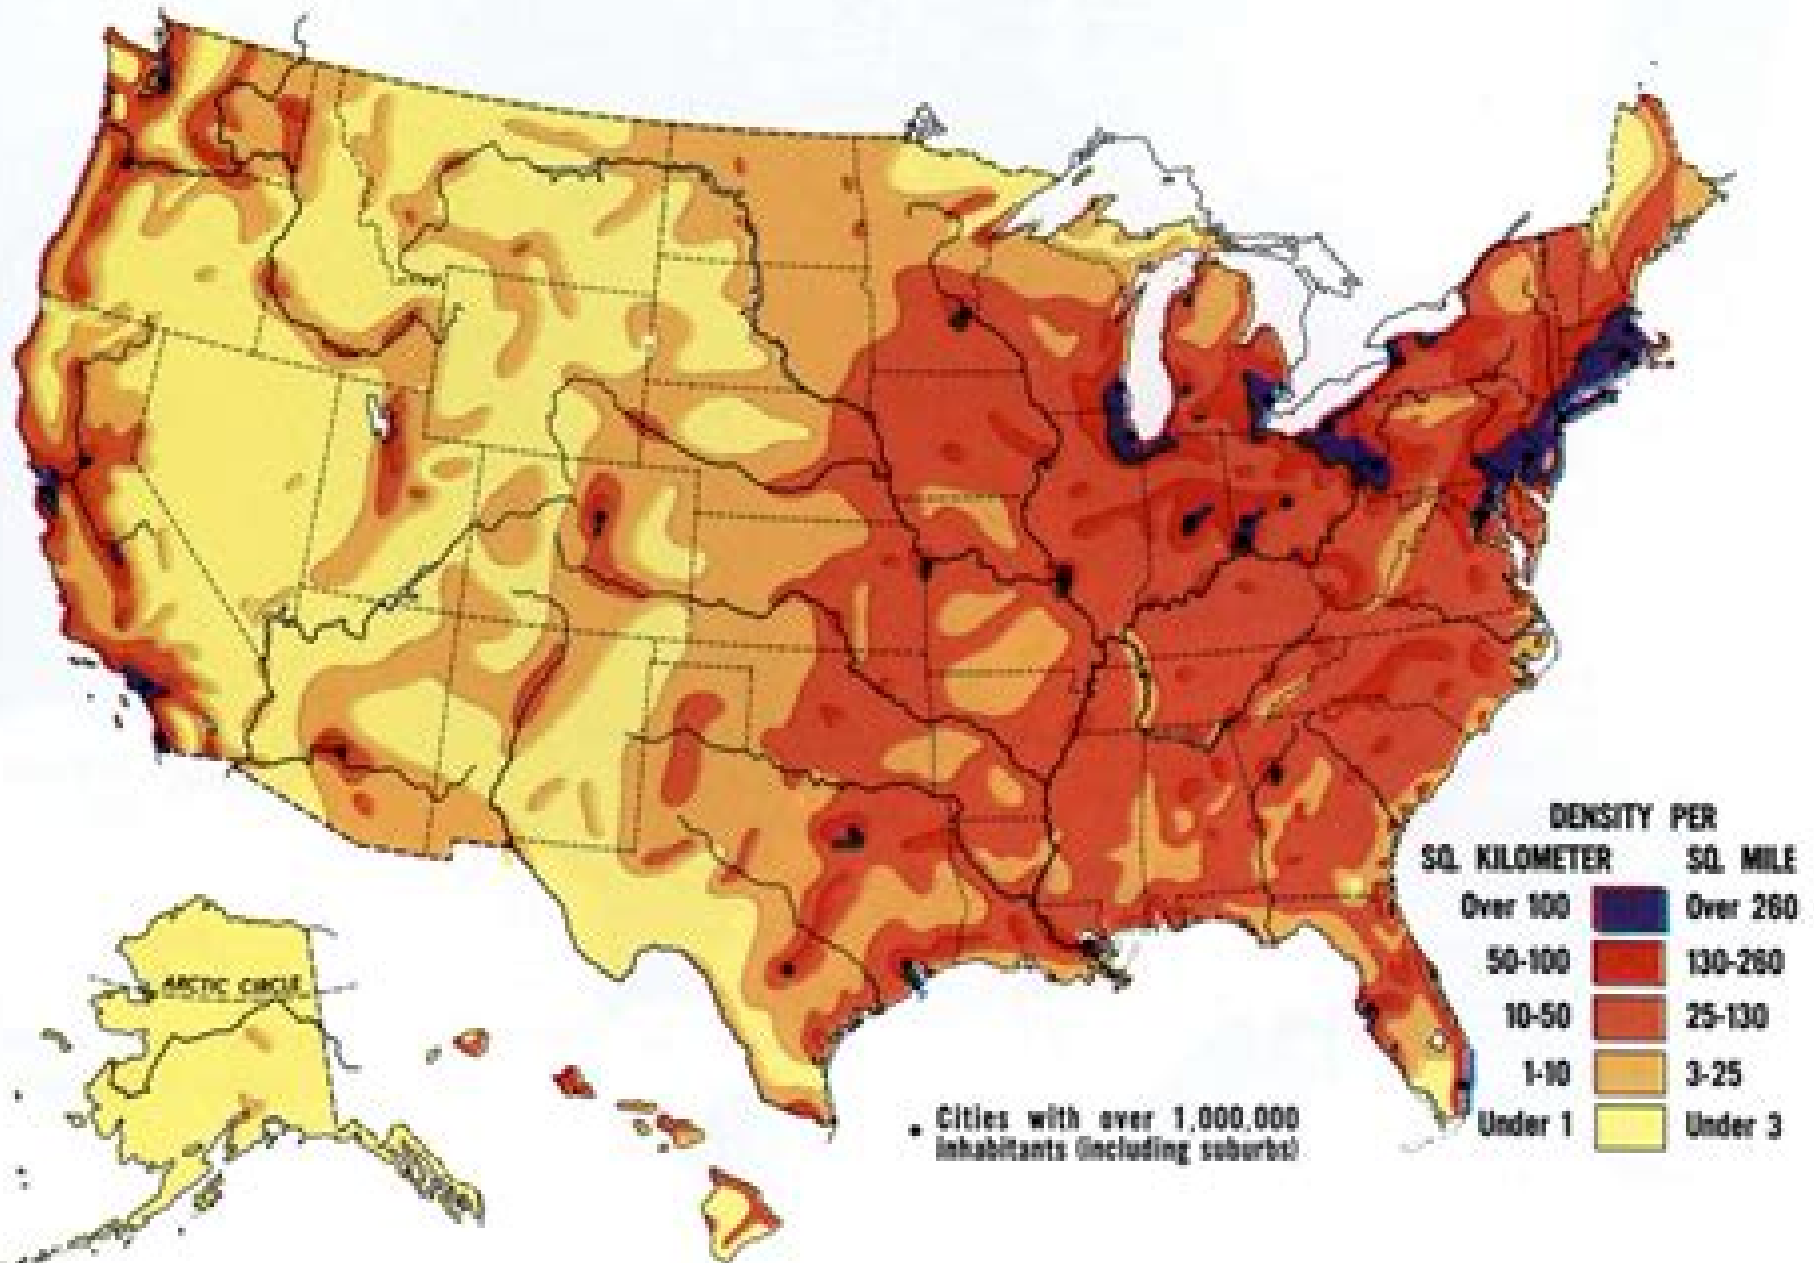 ARCTIC CIRCLE
DENSITY PER
SQ. KILOMETER SQ. MILE
Over 100 Over 260
50-100 130-260
10-50 25-130
1-10 3-25
Under 1 Under 3
• Cities with over 1,000,000
inhabitants (including suburbs)